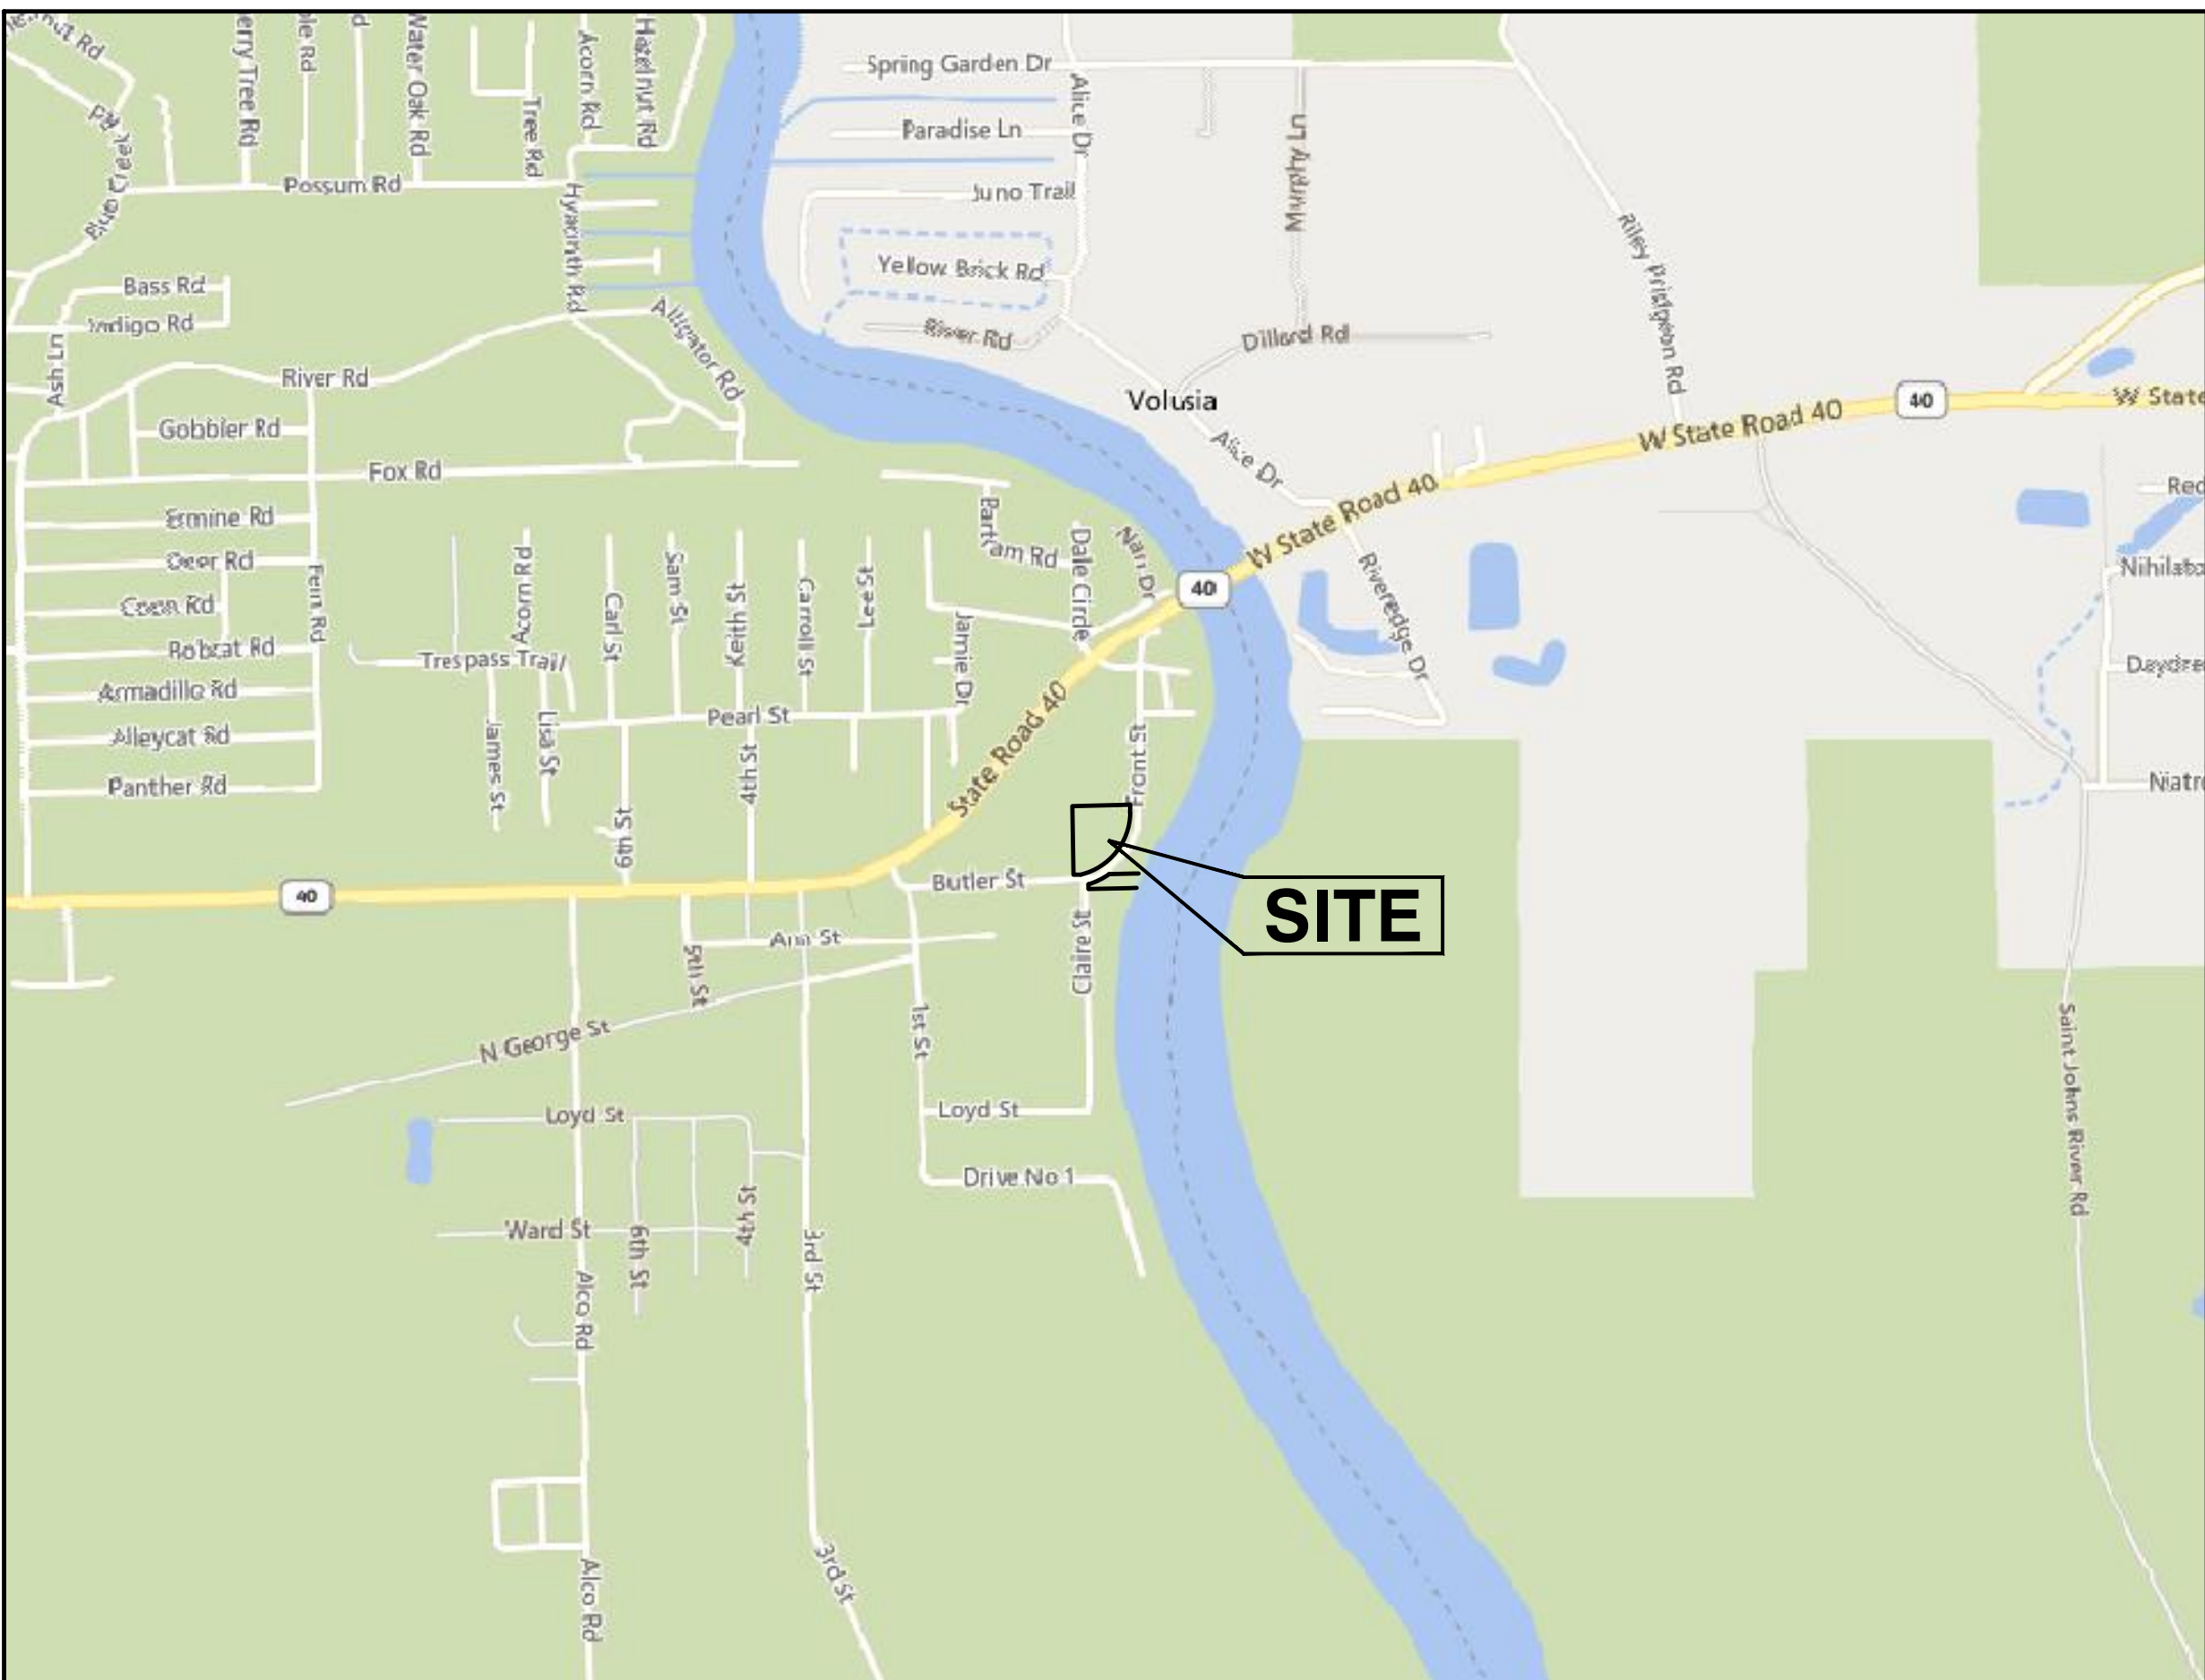 Water Oak Rd
Tree Rd
Acorn Rd
Hazelnut Rd
Spring Garden Dr
Alice Dr
Paradise Ln
Murphy Ln
Possum Rd
Hyacinth Rd
Juno Trail
Yellow Brick Rd
Bass Rd
Indigo Rd
Alligator Rd
River Rd
Dillard Rd
Riley Pridgeon Rd
Ash Ln
River Rd
Volusia
40
W State
Gobbler Rd
Alice Dr
W State Road 40
Fox Rd
W State Road 40
Red
Ermine Rd
Bartram Rd
Dale Circle
Nan Dr
W State Road 40
Deer Rd
Fern Rd
Acorn Rd
Carl St
Sam St
Keith St
Carroll St
Lee St
Jamie Dr
40
Riveredge Dr
Coon Rd
Bobcat Rd
Trespass Trail
Daydre
Armadillo Rd
State Road 40
Pearl St
Alleycat Rd
James St
Lisa St
4th St
Front St
Panther Rd
Niatr
6th St
40
Butler St
SITE
Ann St
5th St
Claire St
N George St
1st St
Saint Johns River Rd
Loyd St
Loyd St
Drive No 1
Ward St
6th St
4th St
3rd St
Alco Rd
3rd St
Alco Rd